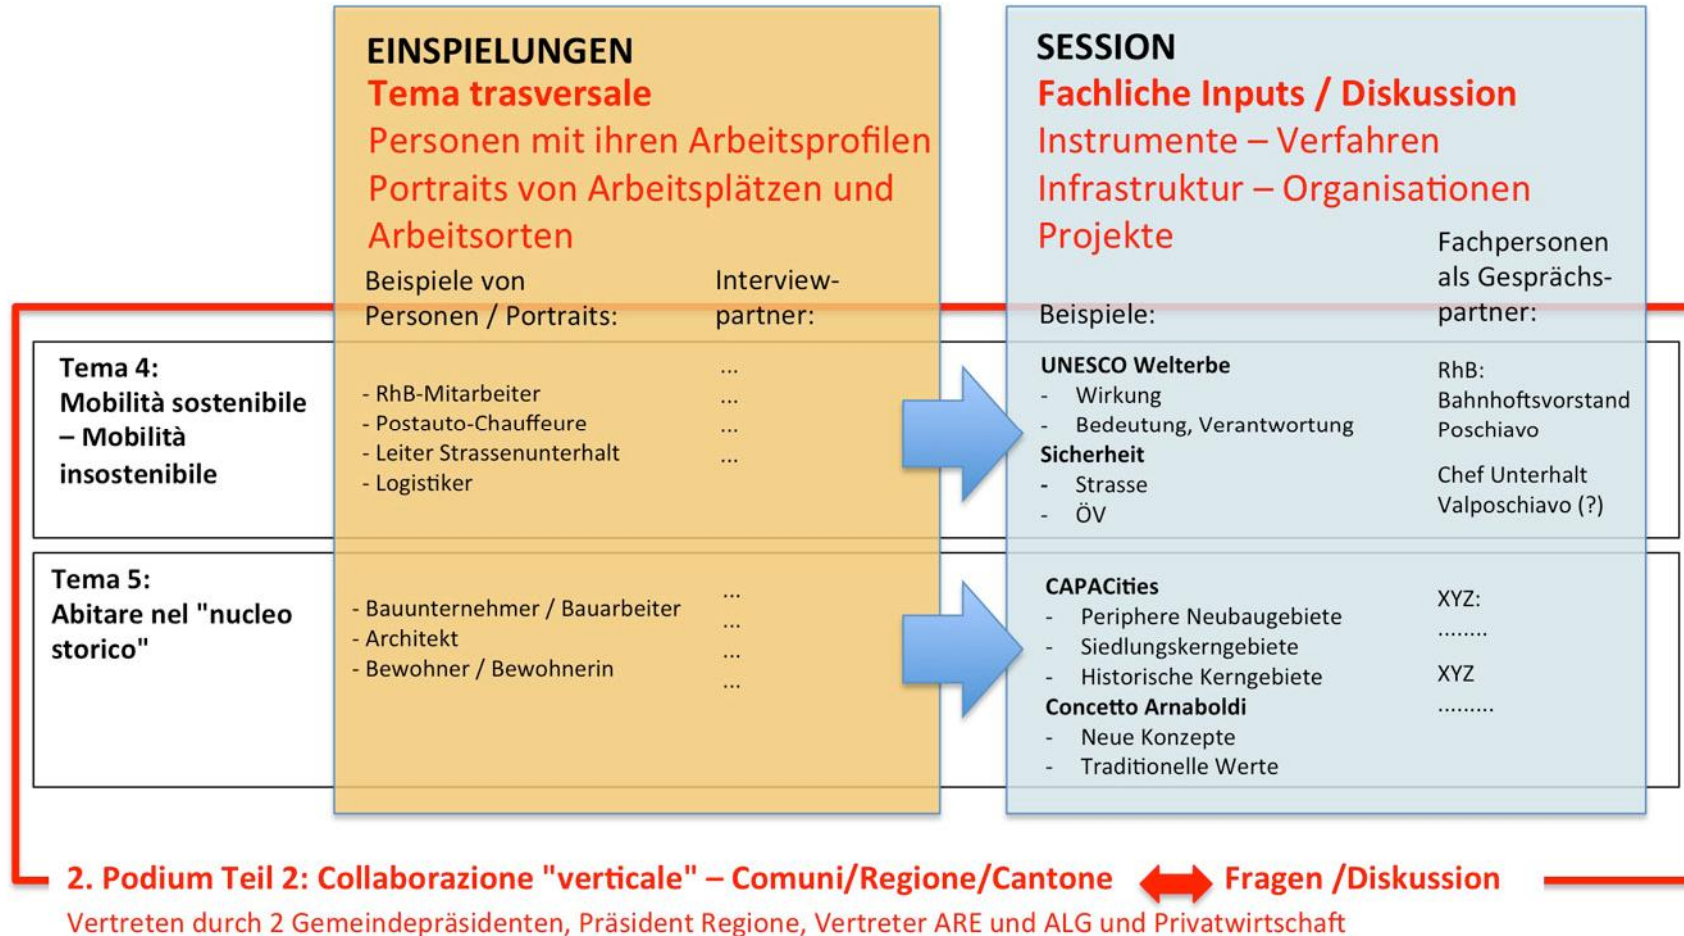 EINSPIELUNGEN
Tema trasversale
Personen mit ihren Arbeitsprofilen
Portraits von Arbeitsplätzen und
Arbeitsorten
Beispiele von
Personen / Portraits:
Interview-
partner:
SESSION
Fachliche Inputs / Diskussion
Instrumente – Verfahren
Infrastruktur – Organisationen
Projekte
Beispiele:
Fachpersonen
als Gesprächs-
partner:
Tema 4:
Mobilità sostenibile
– Mobilità
insostenibile
- RhB-Mitarbeiter
- Postauto-Chauffeure
- Leiter Strassenunterhalt
- Logistiker
...
...
...
...
UNESCO Welterbe
- Wirkung
- Bedeutung, Verantwortung
Sicherheit
- Strasse
- ÖV
RhB:
Bahnhoftsvorstand
Poschiavo
Chef Unterhalt
Valposchiavo (?)
Tema 5:
Abitare nel "nucleo
storico"
- Bauunternehmer / Bauarbeiter
- Architekt
- Bewohner / Bewohnerin
...
...
...
...
CAPACities
- Periphere Neubaugebiete
- Siedlungskerngebiete
- Historische Kerngebiete
Concetto Arnaboldi
- Neue Konzepte
- Traditionelle Werte
XYZ:
........
XYZ
.........
2. Podium Teil 2: Collaborazione "verticale" – Comuni/Regione/Cantone Fragen /Diskussion
Vertreten durch 2 Gemeindepräsidenten, Präsident Regione, Vertreter ARE und ALG und Privatwirtschaft